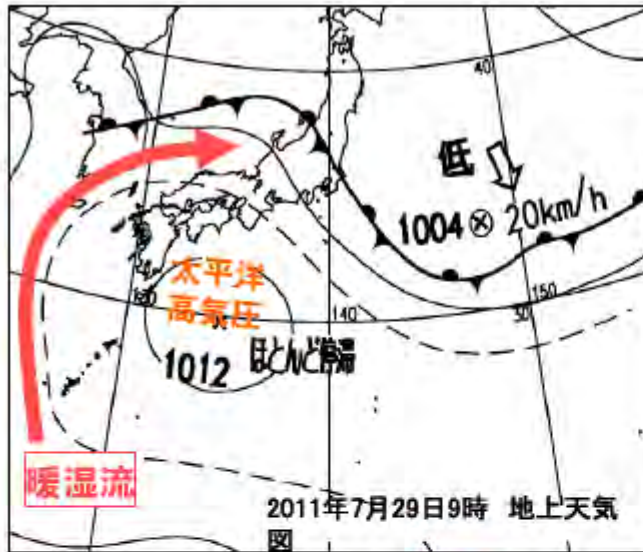 40
低
1004 20km/h
太平洋
高気圧
130
140
150
30
1012 ほとんど停滞
暖湿流
2011年7月29日9時 地上天気
図